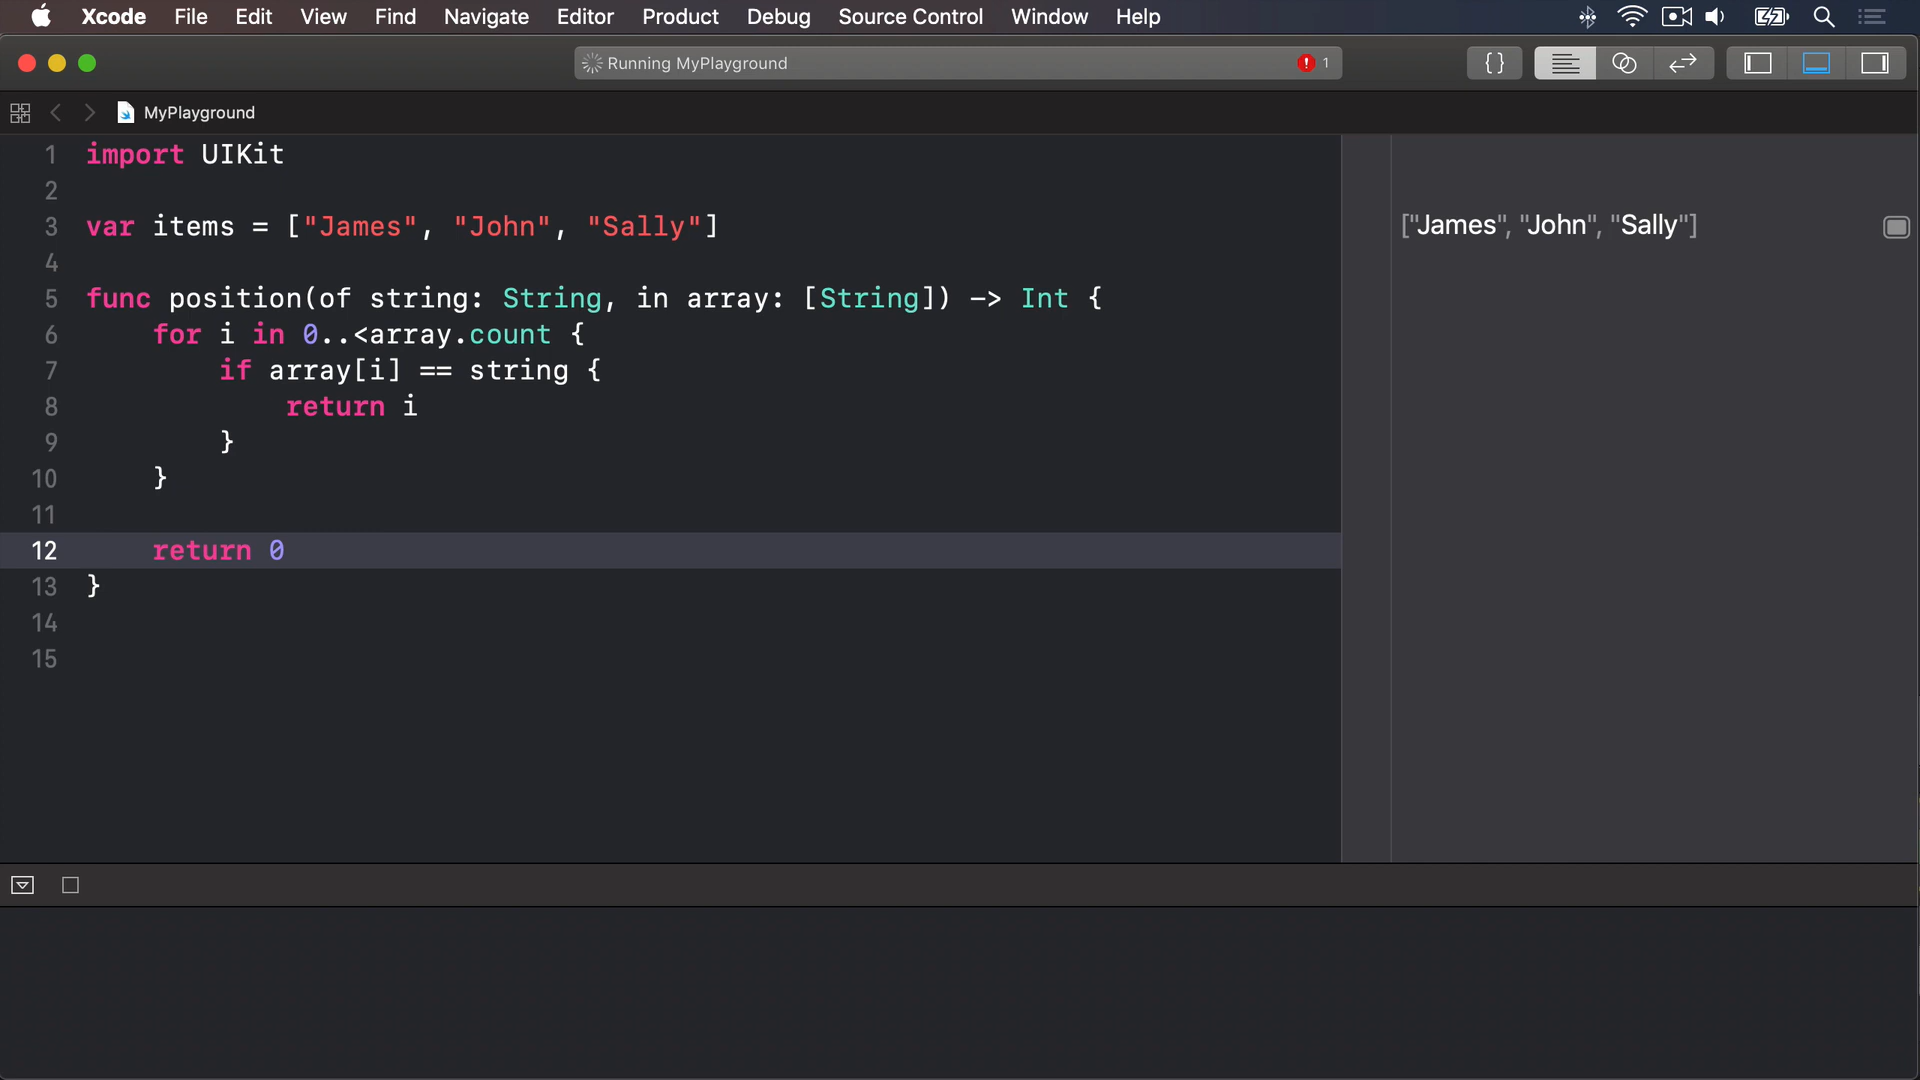 Xcode File Edit View Find Navigate Editor Product Debug Source Control Window Help
Running MyPlayground 1
{}
MyPlayground
1 import UIKit
2
3 var items = ["James", "John", "Sally"]
["James", "John", "Sally"]
4
5 func position(of string: String, in array: [String]) -> Int {
6 for i in 0..<array.count {
7 if array[i] == string {
8 return i
9 }
10 }
11
12 return 0
13 }
14
15